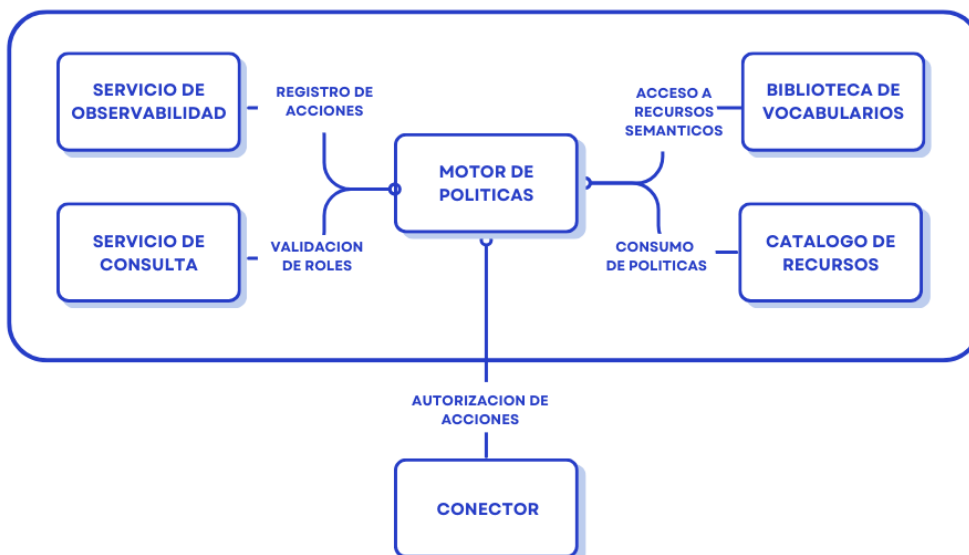 SERVICIO DE
OBSERVABILIDAD
REGISTRO DE
ACCIONES
MOTOR DE
POLITICAS
ACCESO A
RECURSOS
SEMANTICOS
BIBLIOTECA DE
VOCABULARIOS
SERVICIO DE
CONSULTA
VALIDACION
DE ROLES
CONSUMO
DE POLITICAS
CATALOGO DE
RECURSOS
AUTORIZACION DE
ACCIONES
CONECTOR